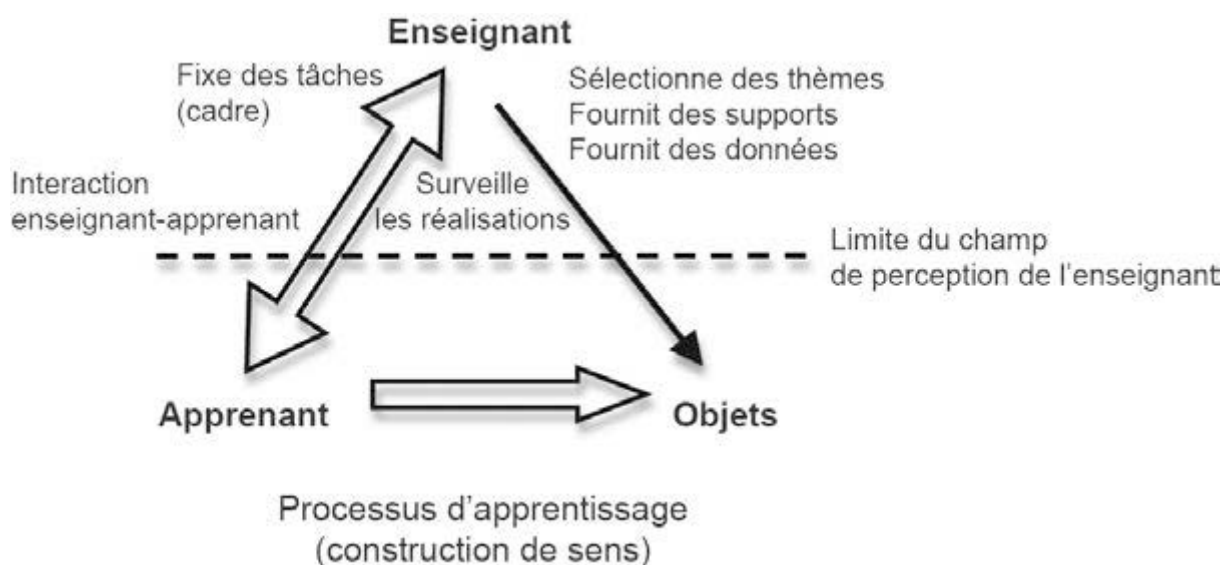 Enseignant
Fixe des tâches
(cadre)
Sélectionne des thèmes
Fournit des supports
Fournit des données
Interaction
enseignant-apprenant
Surveille
les réalisations
Limite du champ
de perception de l'enseignant
Apprenant
Objets
Processus d'apprentissage
(construction de sens)